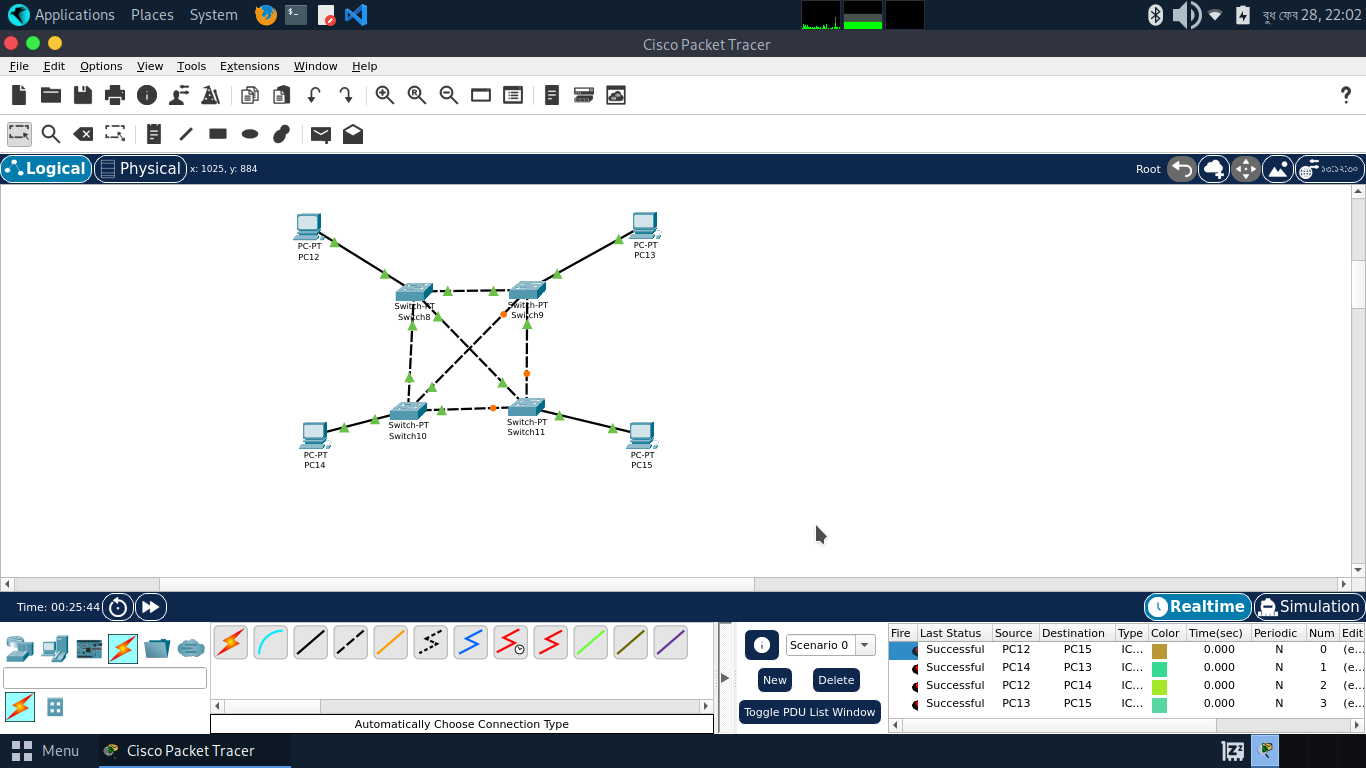 Applications Places System বুধ ফেব 28, 22:02
Cisco Packet Tracer
File Edit Options View Tools Extensions Window Help
Logical Physical x: 1025, y: 884 Root ১৩:১২:৩০
PC-PT
PC12
PC-PT
PC13
Switch-PT
Switch8
Switch-PT
Switch9
Switch-PT
Switch10
Switch-PT
Switch11
PC-PT
PC14
PC-PT
PC15
Time: 00:25:44 Realtime Simulation
Scenario 0
New Delete
Toggle PDU List Window
Automatically Choose Connection Type
Fire Last Status Source Destination Type Color Time(sec) Periodic Num Edit
Successful PC12 PC15 IC... 0.000 N 0 (e...
Successful PC14 PC13 IC... 0.000 N 1 (e...
Successful PC12 PC14 IC... 0.000 N 2 (e...
Successful PC13 PC15 IC... 0.000 N 3 (e...
Menu Cisco Packet Tracer